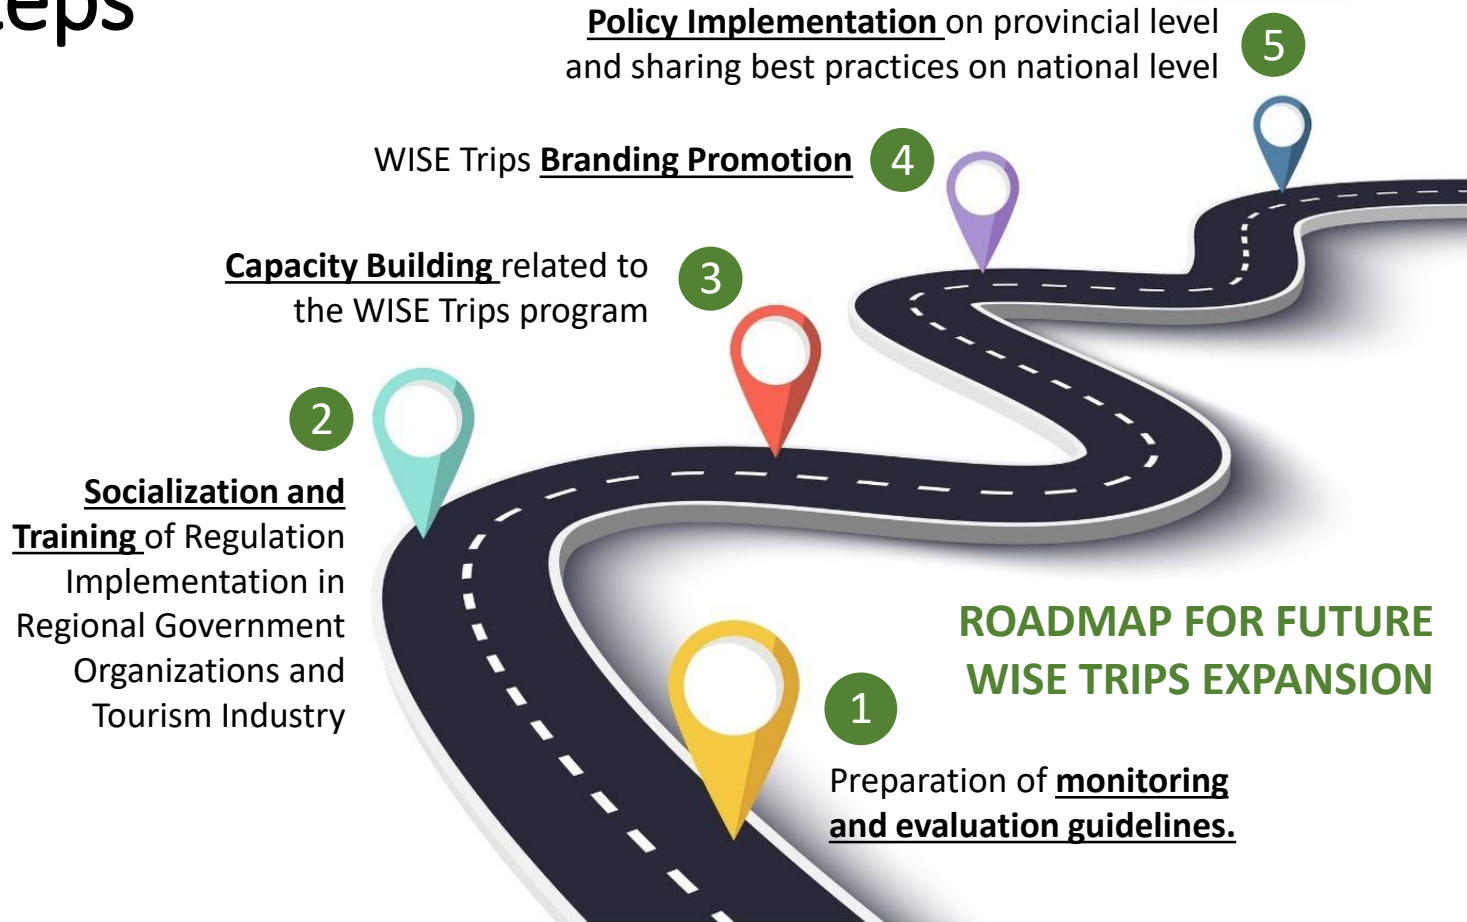 Policy Implementation on provincial level
and sharing best practices on national level
5
WISE Trips Branding Promotion
4
Capacity Building related to
the WISE Trips program
3
2
Socialization and
Training of Regulation
Implementation in
Regional Government
Organizations and
Tourism Industry
ROADMAP FOR FUTURE
WISE TRIPS EXPANSION
1
Preparation of monitoring
and evaluation guidelines.